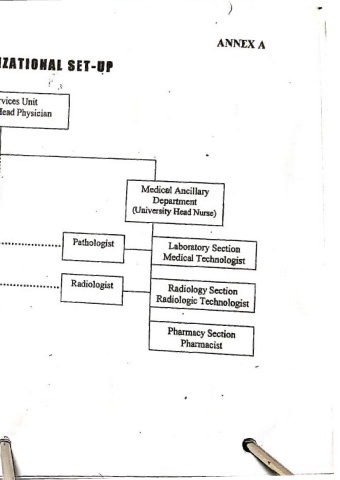 ANNEX A
IZATIONAL SET-UP
vices Unit
Head Physician
Medical Ancillary
Department
(University Head Nurse)
Pathologist
Laboratory Section
Medical Technologist
Radiologist
Radiology Section
Radiologic Technologist
Pharmacy Section
Pharmacist